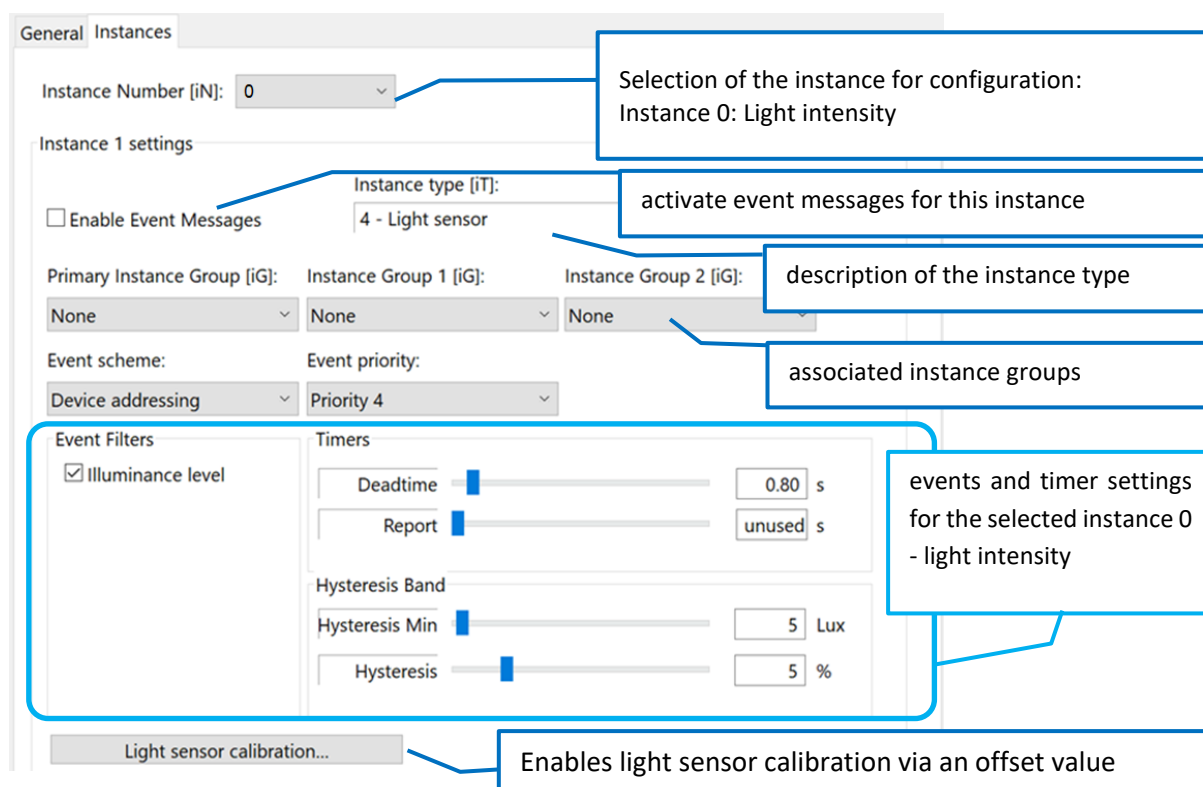 General Instances
Instance Number [iN]: 0
Selection of the instance for configuration:
Instance 0: Light intensity
Instance 1 settings
Instance type [iT]:
activate event messages for this instance
Enable Event Messages
4 - Light sensor
description of the instance type
Primary Instance Group [iG]: Instance Group 1 [iG]: Instance Group 2 [iG]:
None None None
Event scheme: Event priority:
associated instance groups
Device addressing Priority 4
Event Filters Timers
Illuminance level
Deadtime 0.80 s
Report unused s
events and timer settings
for the selected instance 0
- light intensity
Hysteresis Band
Hysteresis Min 5 Lux
Hysteresis 5 %
Light sensor calibration...
Enables light sensor calibration via an offset value